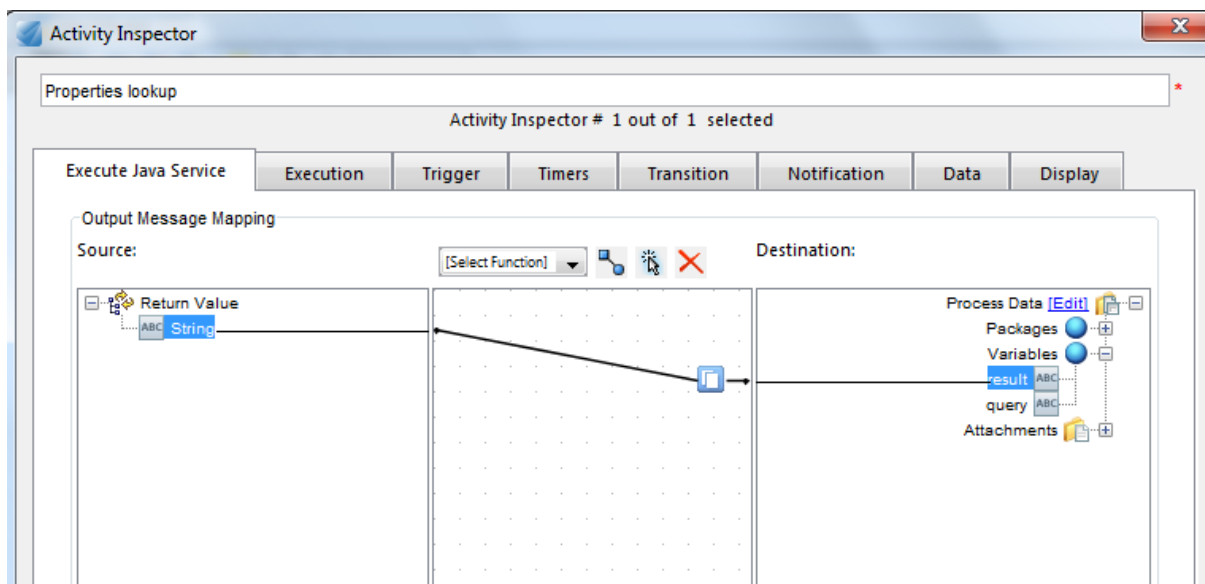 Activity Inspector
X
Properties lookup
*
Activity Inspector # 1 out of 1 selected
Execute Java Service Execution Trigger Timers Transition Notification Data Display
Output Message Mapping
Source: [Select Function] Destination:
Return Value Process Data [Edit]
ABC String Packages
Variables
result ABC
query ABC
Attachments